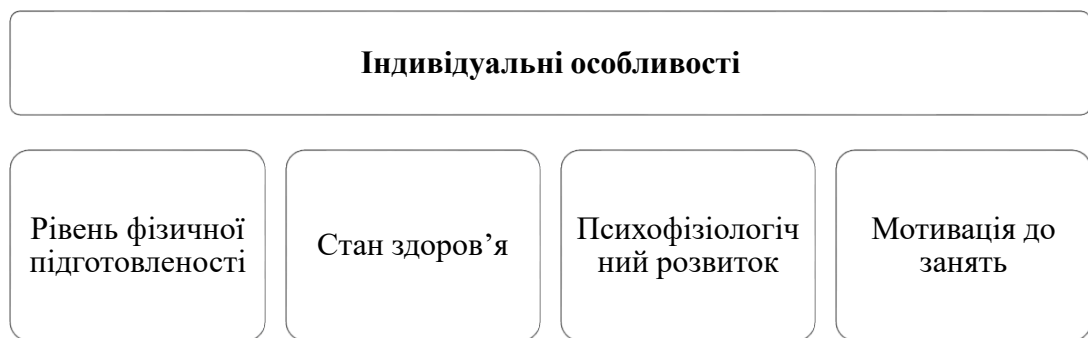 Індивідуальні особливості
Рівень фізичної
підготовленості
Стан здоров’я
Психофізіологіч
ний розвиток
Мотивація до
занять